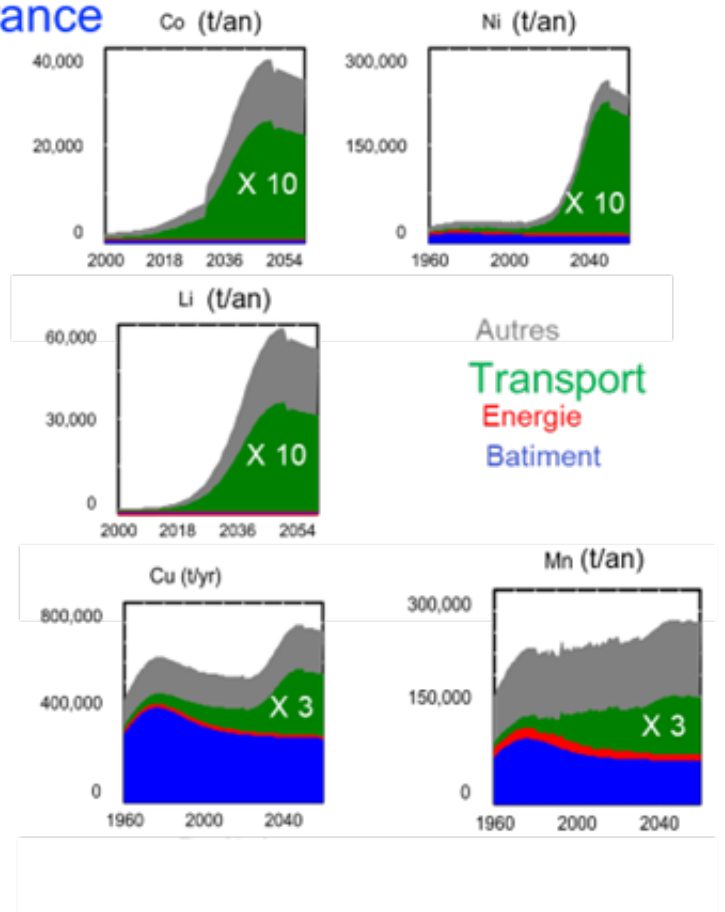 ance
Co (t/an)
40,000
20,000
0
2000 2018 2036 2054
X 10
Ni (t/an)
300,000
150,000
0
1960 2000 2040
X 10
Li (t/an)
60,000
30,000
0
2000 2018 2036 2054
X 10
Autres
Transport
Energie
Batiment
Cu (t/yr)
800,000
400,000
0
1960 2000 2040
X 3
Mn (t/an)
300,000
150,000
0
1960 2000 2040
X 3